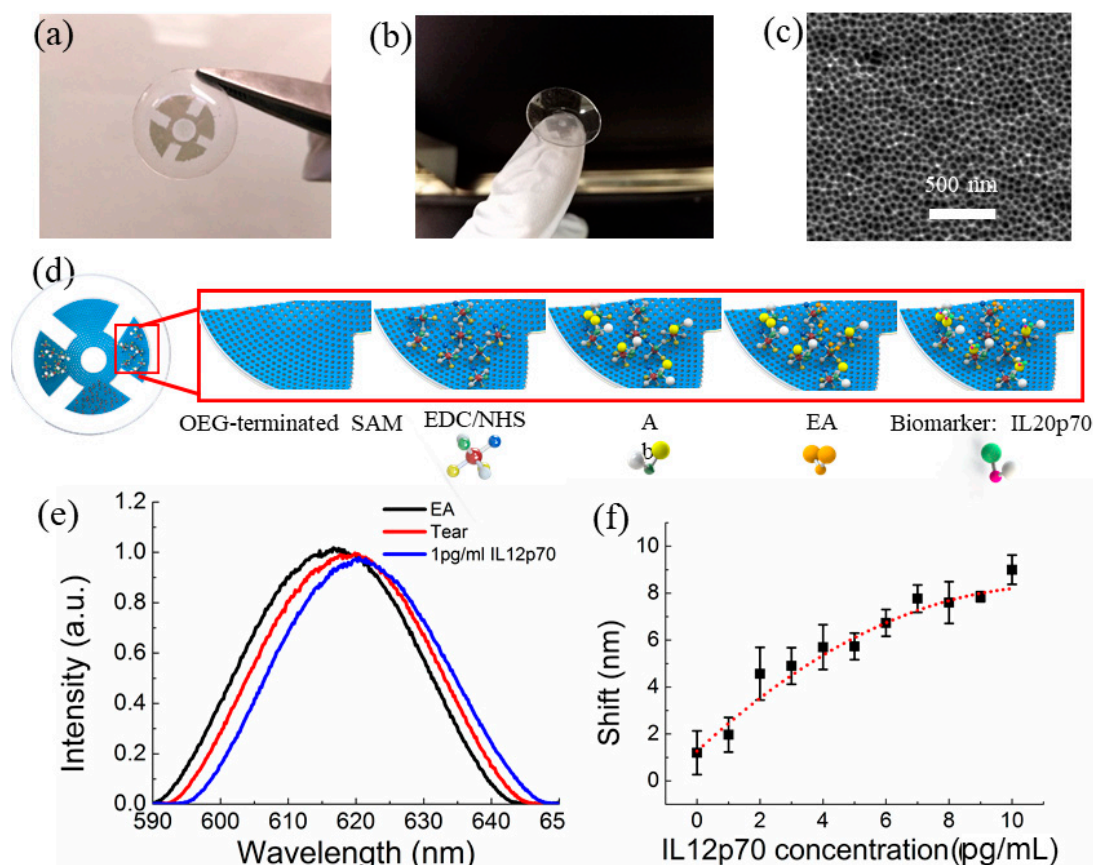 (a)
(b)
(c)
500 nm
(d)
OEG-terminated SAM
EDC/NHS
A
b
EA
Biomarker: IL20p70
(e)
EA
Tear
1pg/ml IL12p70
1.2
1.0
0.8
0.6
0.4
0.2
0.0
590 600 610 620 630 640 65
Intensity (a.u.)
Wavelength (nm)
(f)
10
8
6
4
2
0
0 2 4 6 8 10
Shift (nm)
IL12p70 concentration(pg/mL)